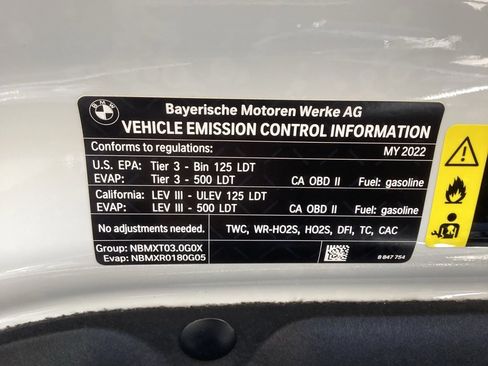 BMW
Bayerische Motoren Werke AG
VEHICLE EMISSION CONTROL INFORMATION
Conforms to regulations: MY 2022
U.S. EPA: Tier 3 - Bin 125 LDT
EVAP: Tier 3 - 500 LDT CA OBD II Fuel: gasoline
California: LEV III - ULEV 125 LDT
EVAP: LEV III - 500 LDT CA OBD II Fuel: gasoline
No adjustments needed. TWC, WR-HO2S, HO2S, DFI, TC, CAC
Group: NBMXT03.0G0X
Evap: NBMXR0180G05 8 847 754